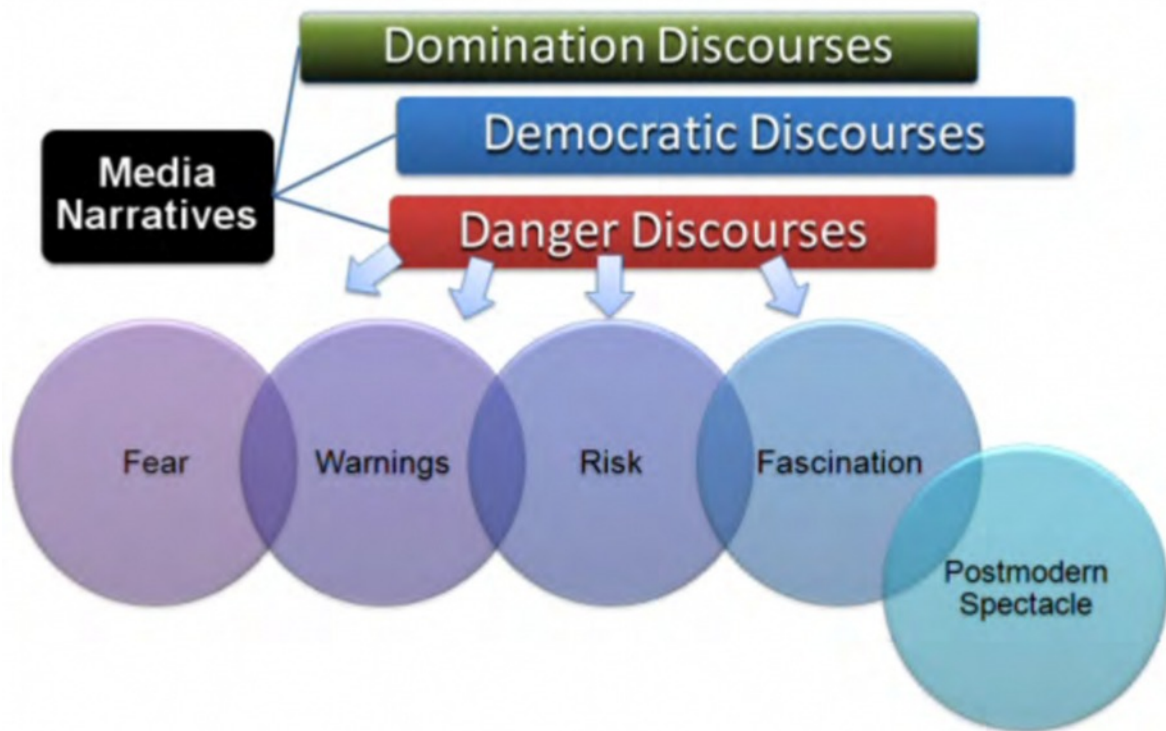 Domination Discourses
Democratic Discourses
Media
Narratives
Danger Discourses
Fear
Warnings
Risk
Fascination
Postmodern
Spectacle